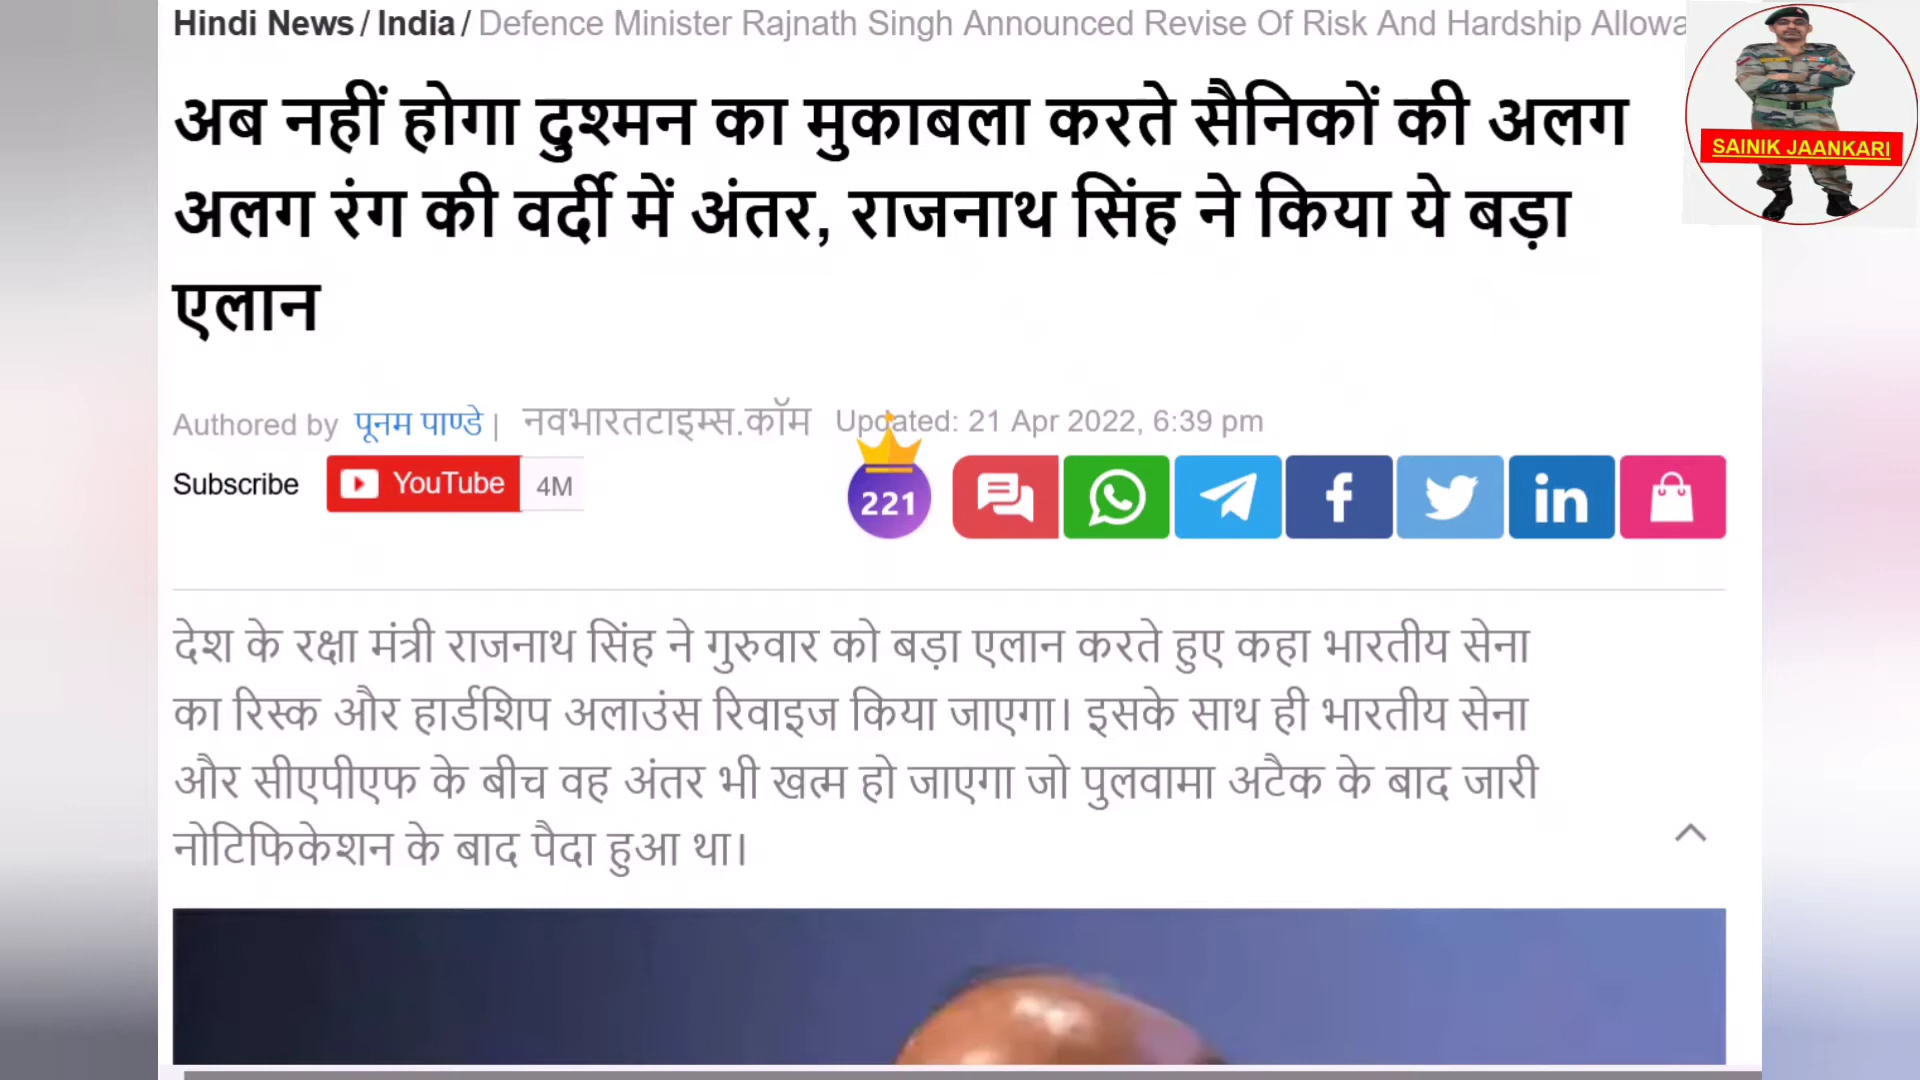 Hindi News / India / Defence Minister Rajnath Singh Announced Revise Of Risk And Hardship Allowa
SAINIK JAANKARI
अब नहीं होगा दुश्मन का मुकाबला करते सैनिकों की अलग
अलग रंग की वर्दी में अंतर, राजनाथ सिंह ने किया ये बड़ा
एलान
Authored by पूनम पाण्डे | नवभारतटाइम्स.कॉम Updated: 21 Apr 2022, 6:39 pm
Subscribe YouTube 4M 221
देश के रक्षा मंत्री राजनाथ सिंह ने गुरुवार को बड़ा एलान करते हुए कहा भारतीय सेना
का रिस्क और हार्डशिप अलाउंस रिवाइज किया जाएगा। इसके साथ ही भारतीय सेना
और सीएपीएफ के बीच वह अंतर भी खत्म हो जाएगा जो पुलवामा अटैक के बाद जारी
नोटिफिकेशन के बाद पैदा हुआ था।